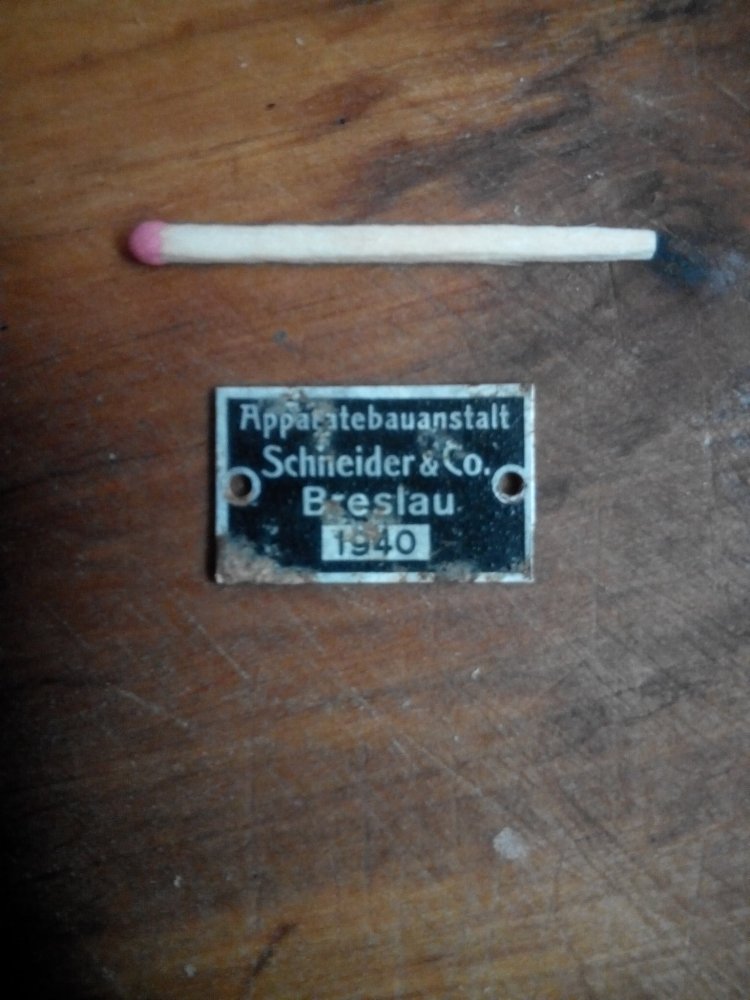 Apparatebauanstalt
Schneider & Co.
Breslau
1940